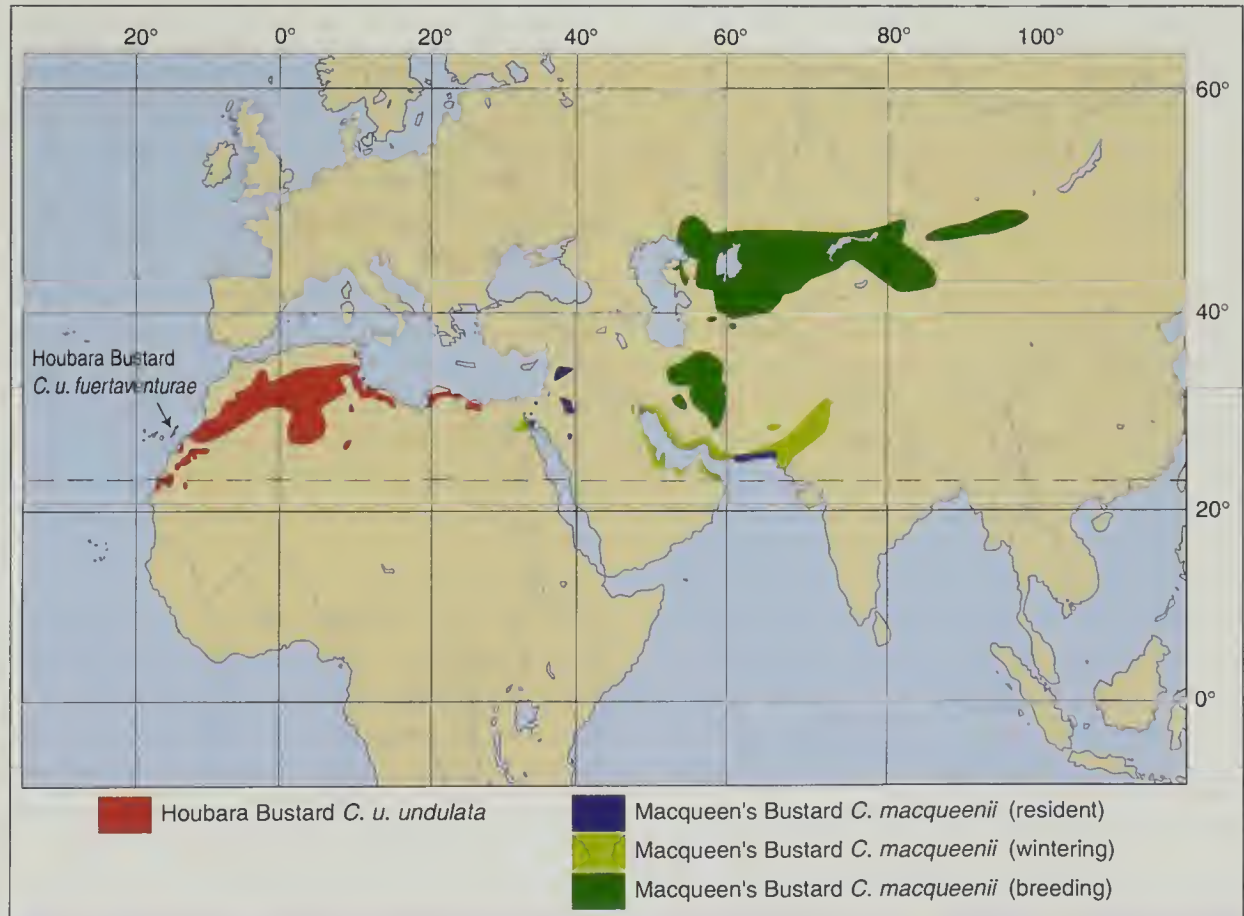 20° 0° 20° 40° 60° 80° 100°
60°
40°
Houbara Bustard
C. u. fuertaventurae
20°
0°
Houbara Bustard C. u. undulata
Macqueen's Bustard C. macqueenii (resident)
Macqueen's Bustard C. macqueenii (wintering)
Macqueen's Bustard C. macqueenii (breeding)